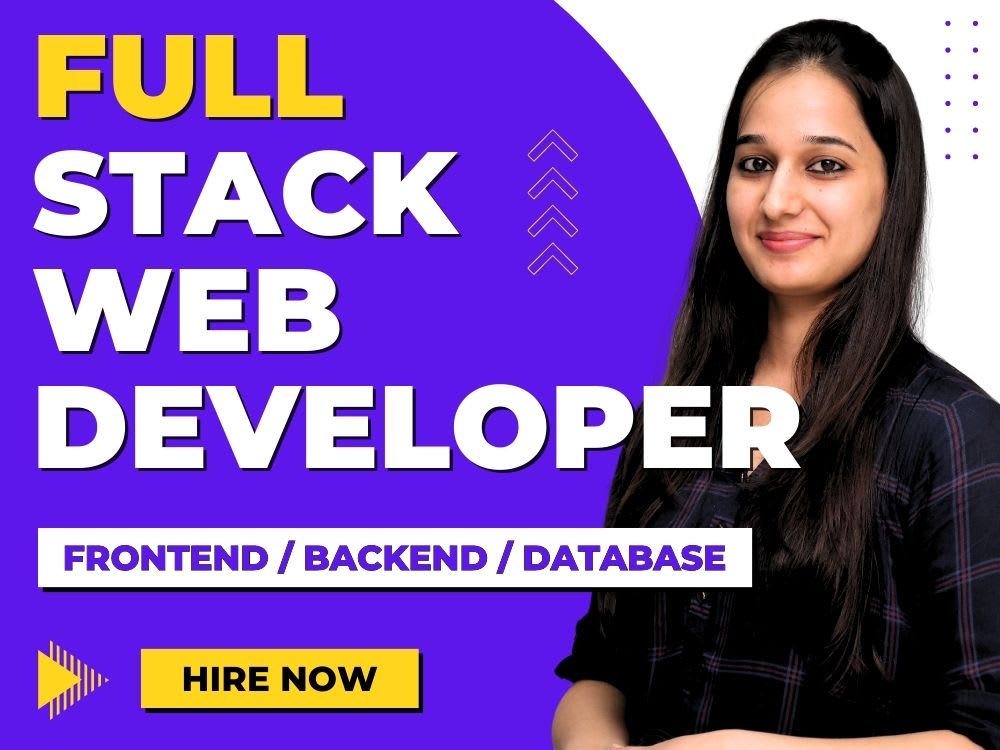 FULL
STACK
WEB
DEVELOPER
FRONTEND / BACKEND / DATABASE
HIRE NOW